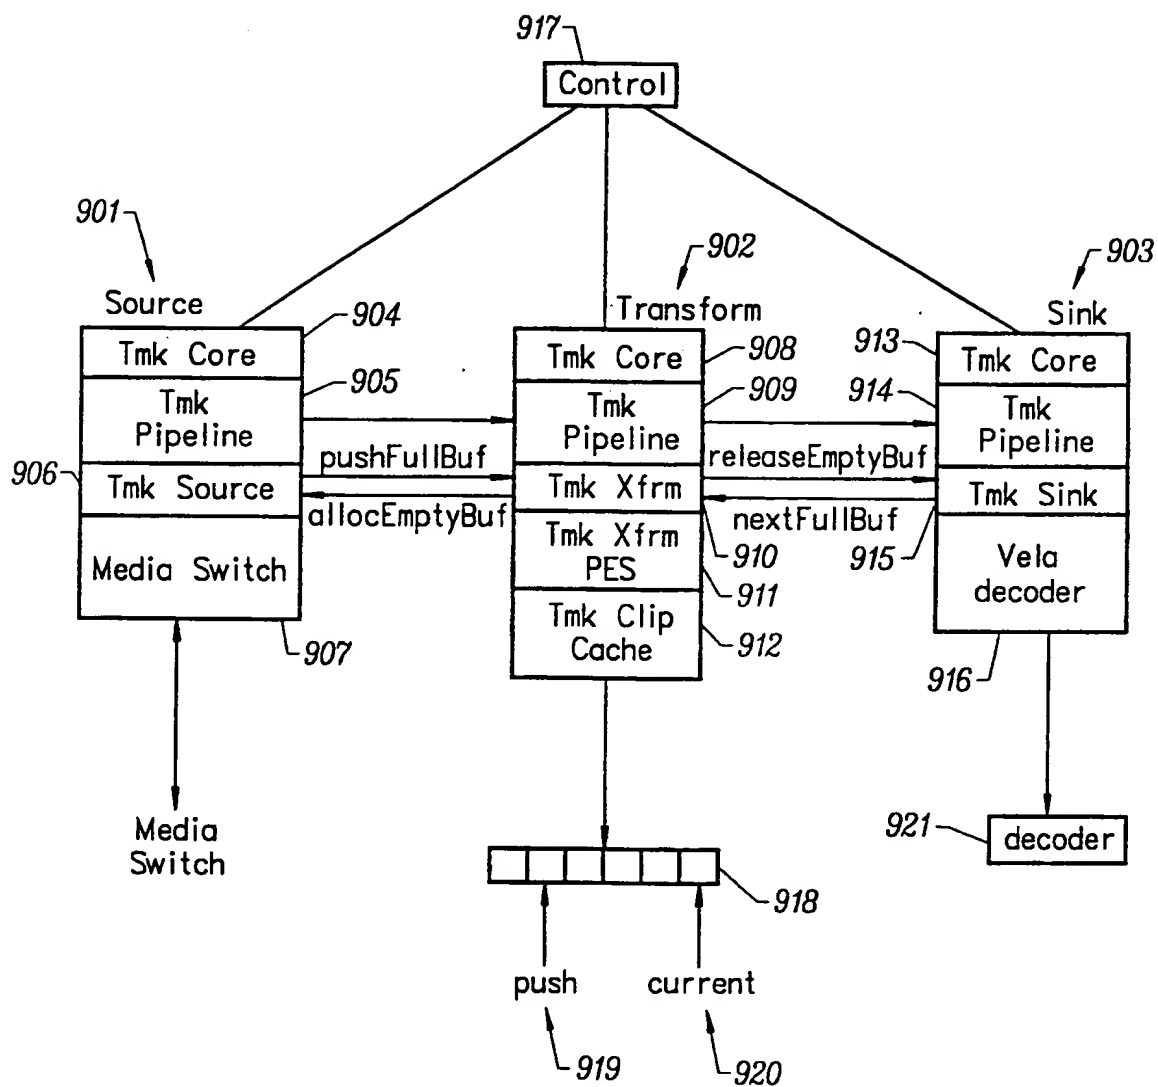 917
Control
901
902
903
Source
904
Transform
Sink
Tmk Core
905
Tmk Core
908
913
Tmk Core
Tmk
Pipeline
Tmk
Pipeline
909
914
Tmk
Pipeline
906
Tmk Source
pushFullBuf
allocEmptyBuf
Tmk Xfrm
releaseEmptyBuf
nextFullBuf
Tmk Sink
Media Switch
Tmk Xfrm
PES
910
915
Vela
decoder
911
907
Tmk Clip
Cache
912
916
Media
Switch
921
decoder
918
push
current
919
920